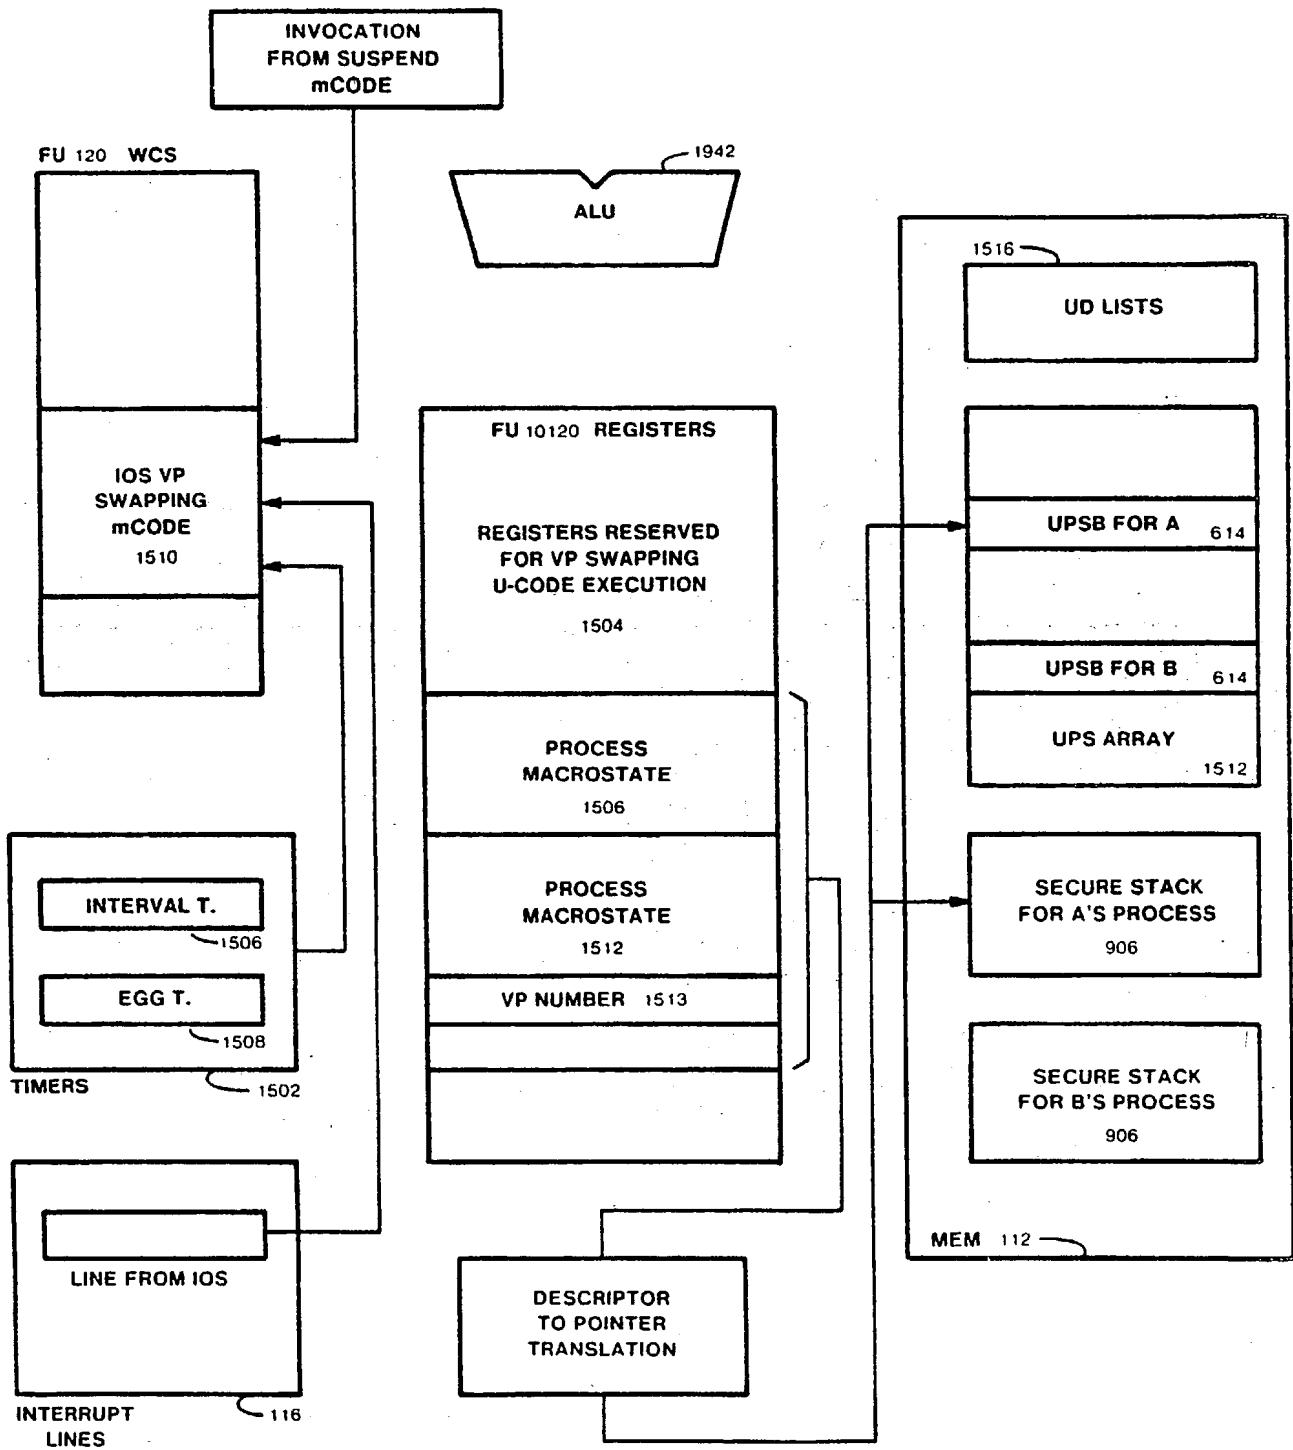 INVOCATION
FROM SUSPEND
mCODE
FU 120 WCS
1942
ALU
1516
UD LISTS
FU 10120 REGISTERS
IOS VP
SWAPPING
mCODE
1510
REGISTERS RESERVED
FOR VP SWAPPING
U-CODE EXECUTION
1504
UPSB FOR A
614
UPSB FOR B
614
UPS ARRAY
1512
PROCESS
MACROSTATE
1506
PROCESS
MACROSTATE
1512
VP NUMBER 1513
INTERVAL T.
1506
EGG T.
1508
TIMERS
1502
SECURE STACK
FOR A'S PROCESS
906
SECURE STACK
FOR B'S PROCESS
906
MEM 112
LINE FROM IOS
INTERRUPT
LINES
116
DESCRIPTOR
TO POINTER
TRANSLATION